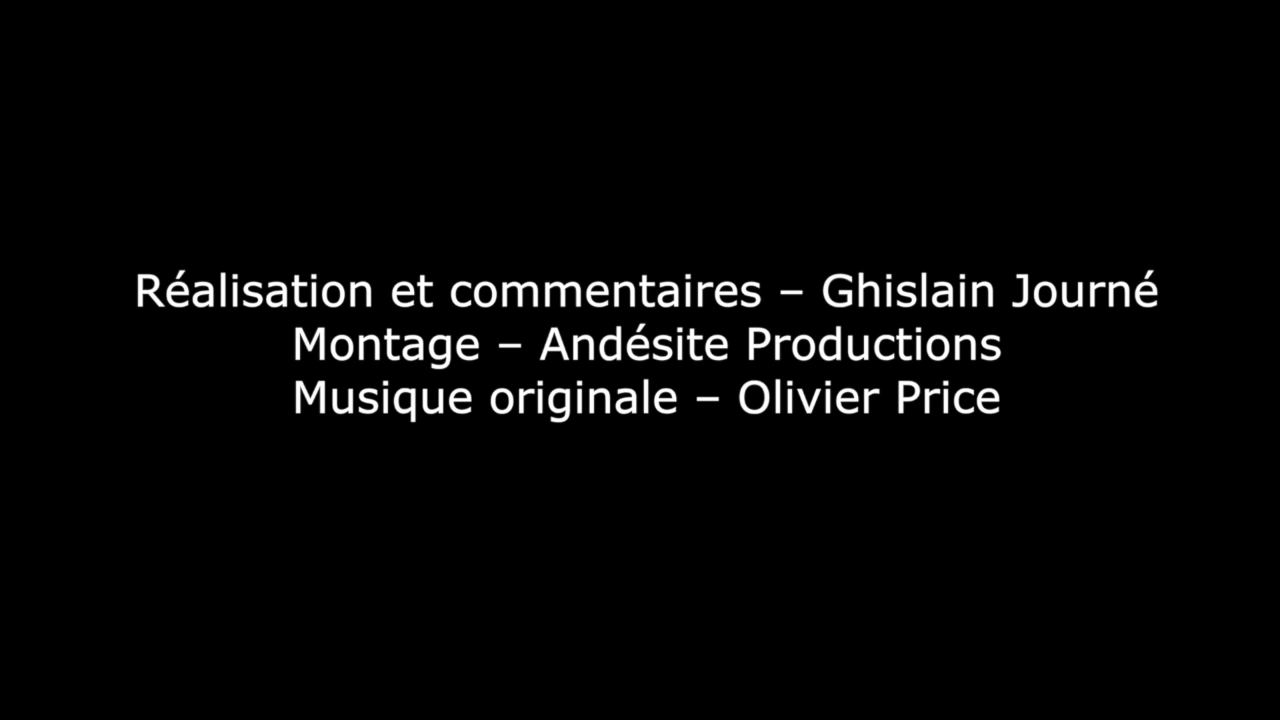 Réalisation et commentaires – Ghislain Journé
Montage – Andésite Productions
Musique originale – Olivier Price